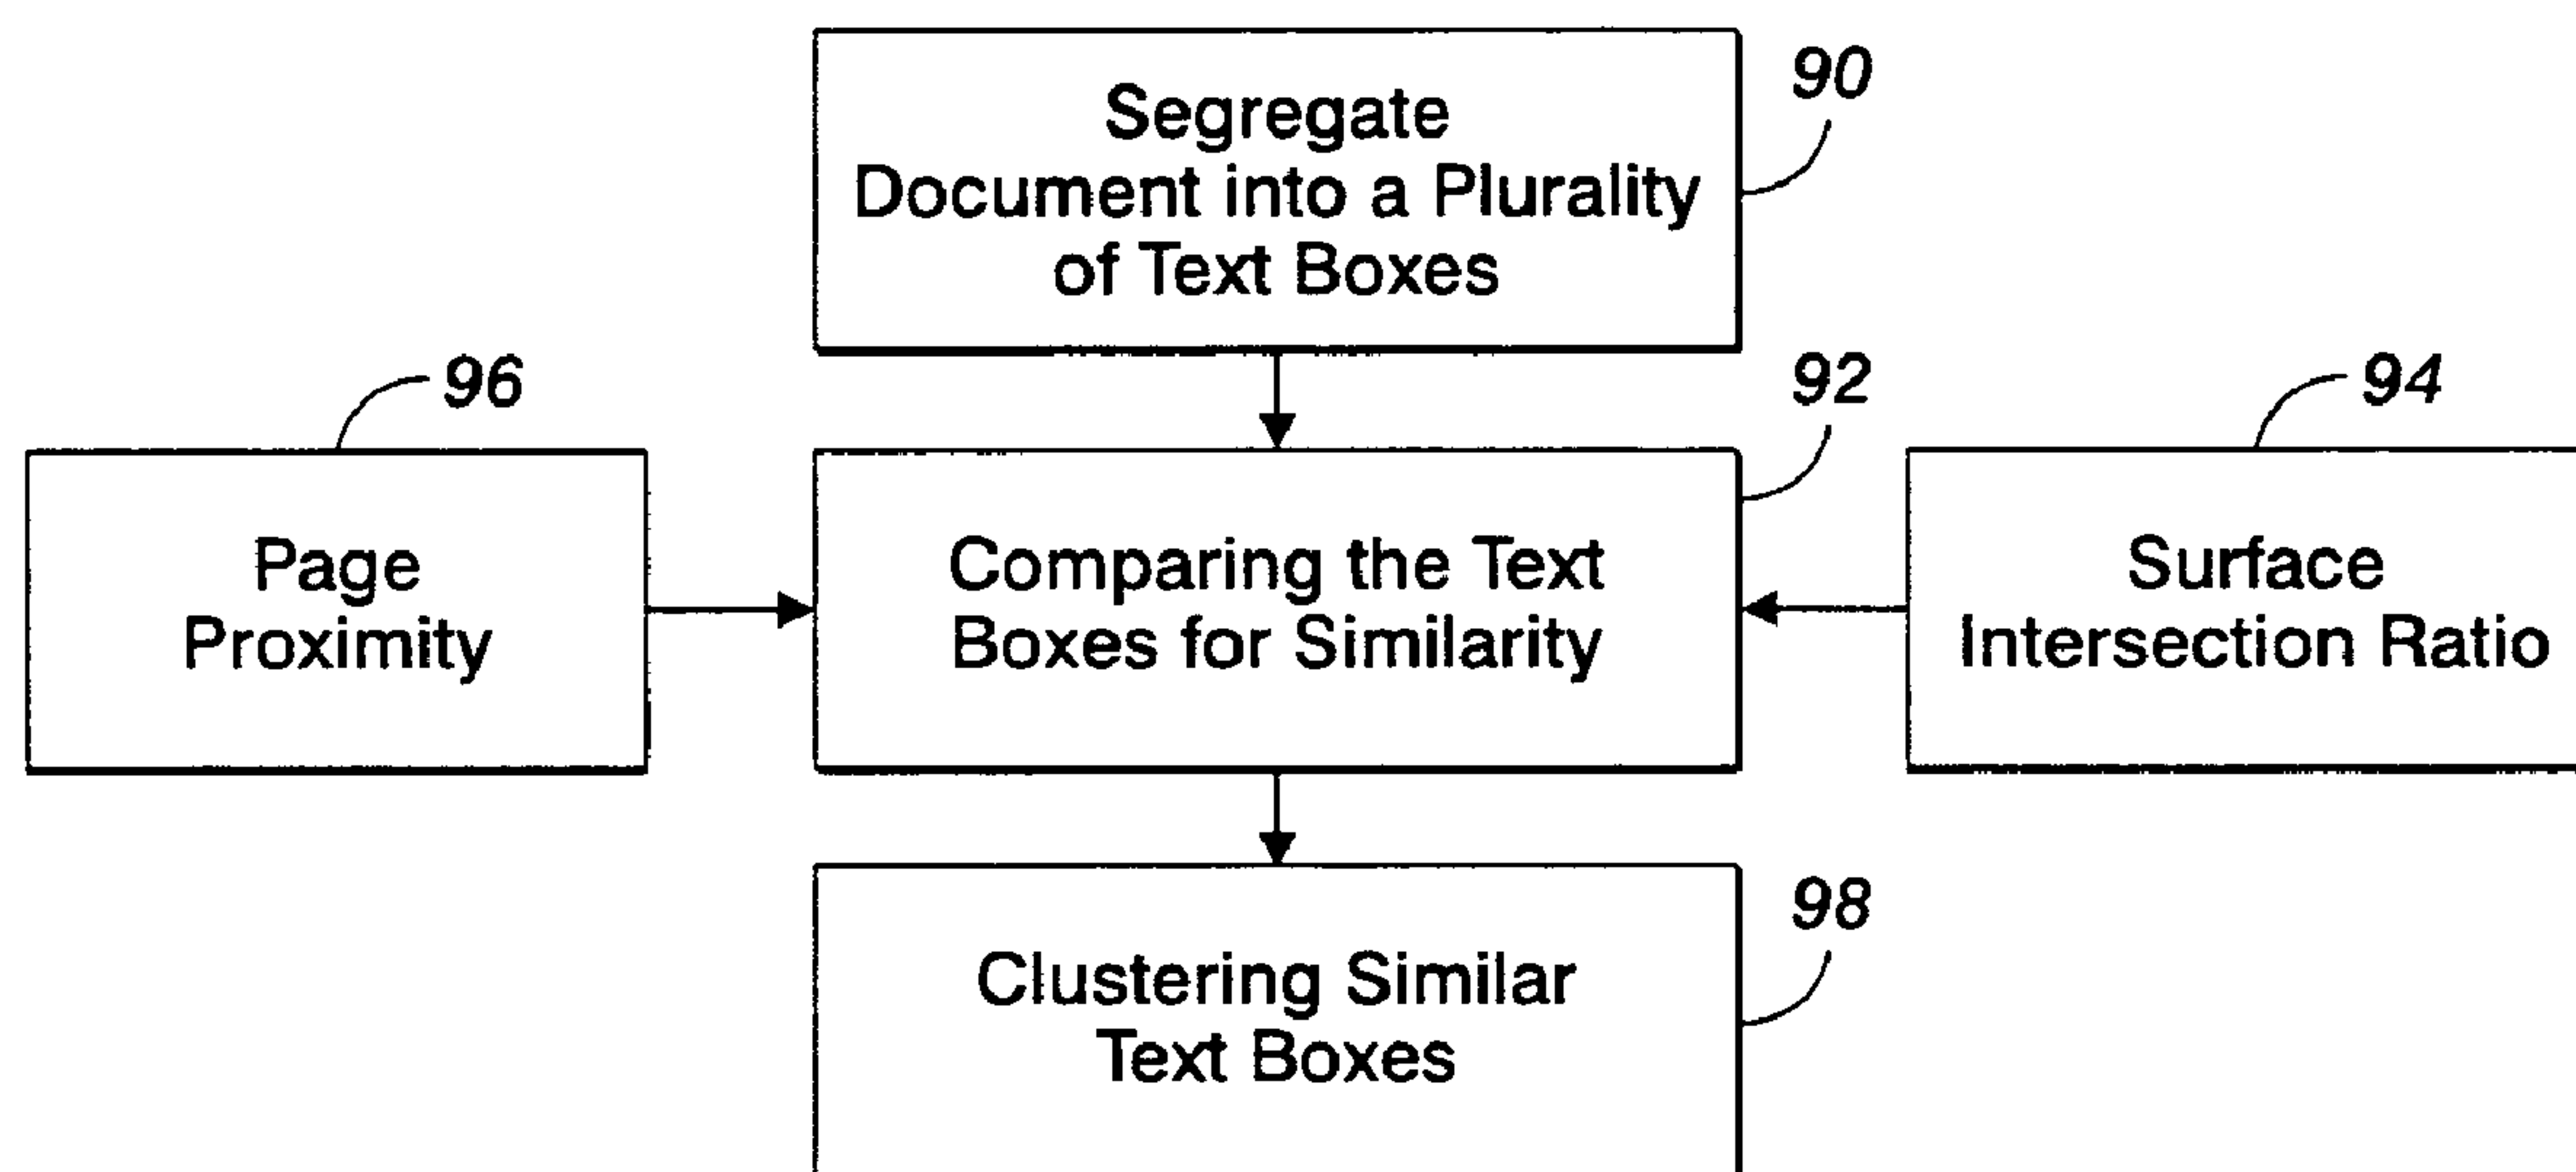 Segregate
Document into a Plurality
of Text Boxes
90
96
92
94
Page
Proximity
Comparing the Text
Boxes for Similarity
Surface
Intersection Ratio
98
Clustering Similar
Text Boxes